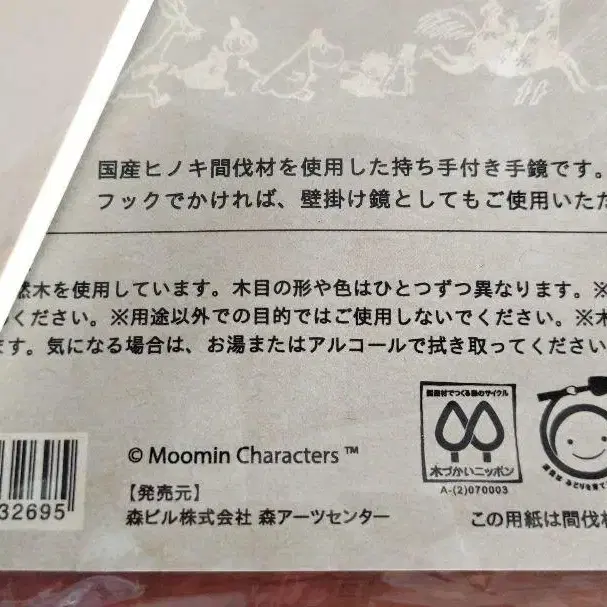 国産ヒノキ間伐材を使用した持ち手付き手鏡です。
フックでかければ、壁掛け鏡としてもご使用いただ
然木を使用しています。木目の形や色はひとつずつ異なります。※
ください。※用途以外での目的ではご使用しないでください。※木
ます。気になる場合は、お湯またはアルコールで拭き取ってください
国産材でつくる森のサイクル
木づかいニッポン
A-(2)070003
© Moomin Characters ™
32695
【発売元】
森ビル株式会社 森アーツセンター
この用紙は間伐材